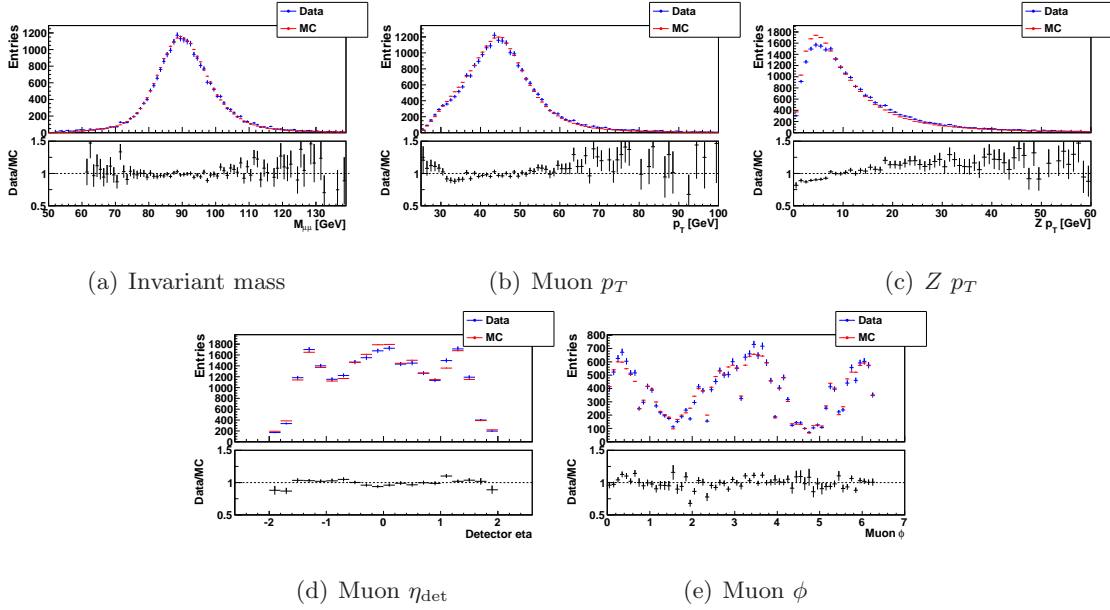 Data
MC
Entries
1200
1000
800
600
400
200
0
Data/MC
1.5
1
0.5
50 60 70 80 90 100 110 120 130
Mμμ [GeV]
(a) Invariant mass
Data
MC
Entries
1200
1000
800
600
400
200
0
Data/MC
1.5
1
0.5
30 40 50 60 70 80 90 100
pT [GeV]
(b) Muon pT
Data
MC
Entries
1800
1600
1400
1200
1000
800
600
400
200
0
Data/MC
1.5
1
0.5
0 10 20 30 40 50 60
Z pT [GeV]
(c) Z pT
Data
MC
Entries
1800
1600
1400
1200
1000
800
600
400
200
0
Data/MC
1.5
1
0.5
-2 -1 0 1 2
Detector eta
(d) Muon ηdet
Data
MC
Entries
800
700
600
500
400
300
200
100
0
Data/MC
1.5
1
0.5
0 1 2 3 4 5 6 7
Muon ϕ
(e) Muon ϕ